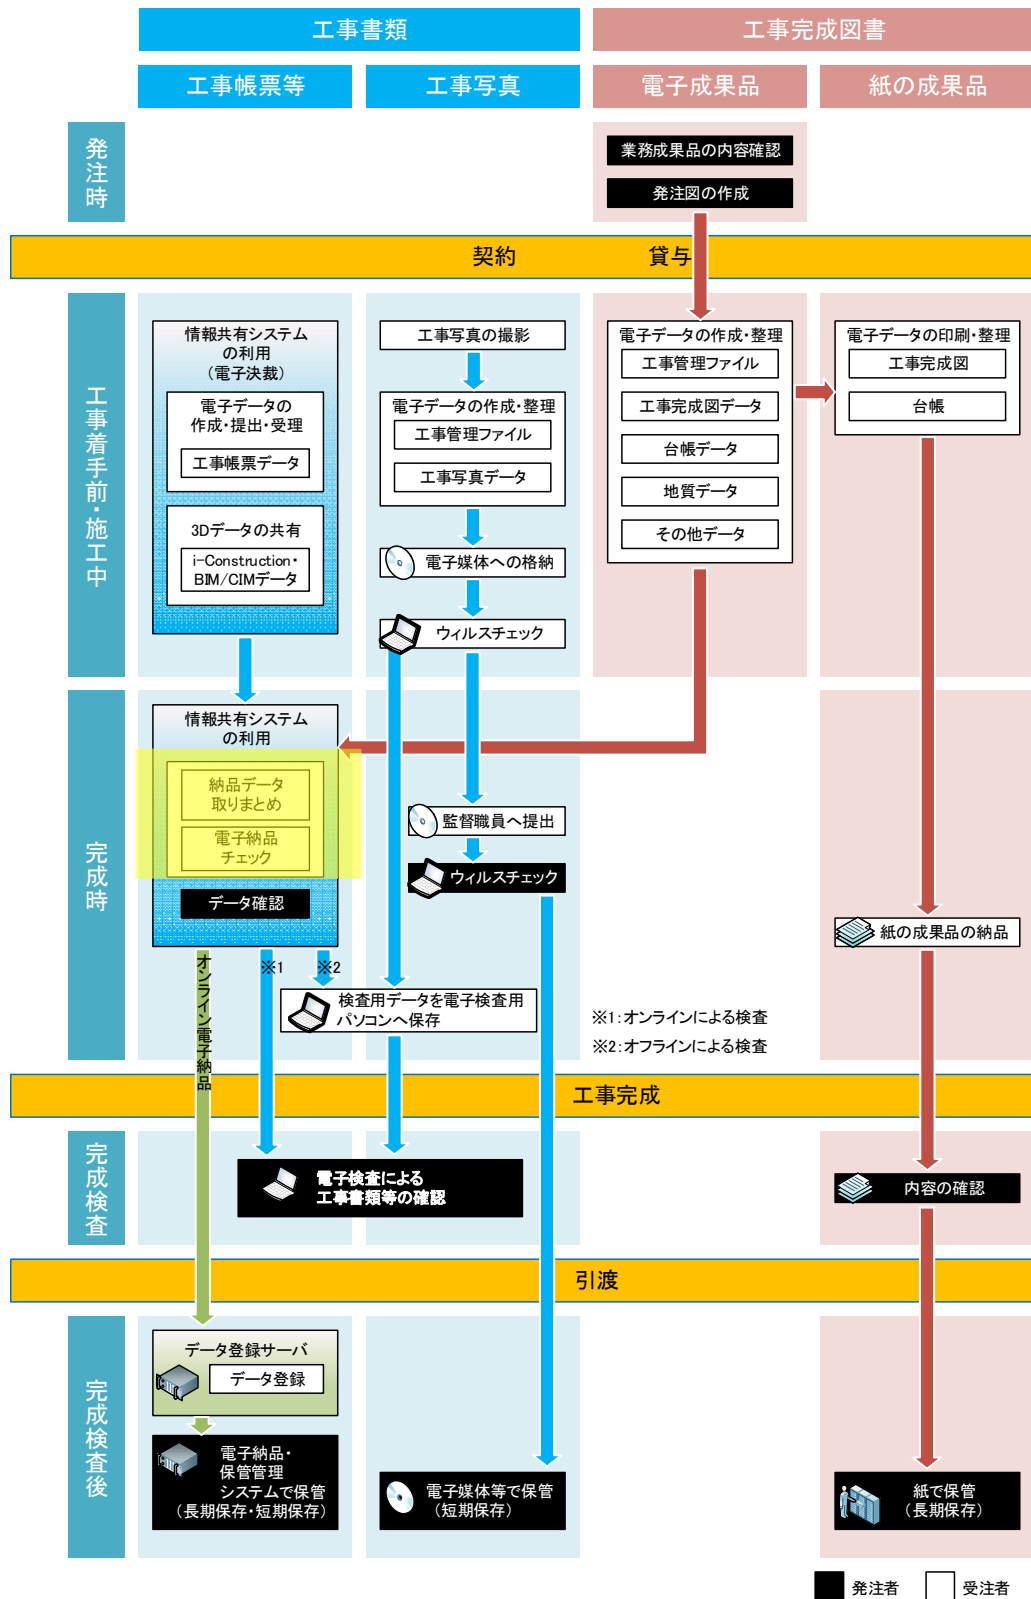 工事書類
工事完成図書
工事帳票等
工事写真
電子成果品
紙の成果品
発注時
業務成果品の内容確認
発注図の作成
契約
貸与
工事着手前・施工中
情報共有システム
の利用
（電子決裁）
電子データの
作成・提出・受理
工事帳票データ
3Dデータの共有
i-Construction・
BIM/CIMデータ
工事写真の撮影
電子データの作成・整理
工事管理ファイル
工事写真データ
電子媒体への格納
ウィルスチェック
電子データの作成・整理
工事管理ファイル
工事完成図データ
台帳データ
地質データ
その他データ
電子データの印刷・整理
工事完成図
台帳
完成時
情報共有システム
の利用
納品データ
取りまとめ
電子納品
チェック
データ確認
監督職員へ提出
ウィルスチェック
紙の成果品の納品
オンライン電子納品
※1
※2
検査用データを電子検査用
パソコンへ保存
※1：オンラインによる検査
※2：オフラインによる検査
工事完成
完成検査
電子検査による
工事書類等の確認
内容の確認
引渡
完成検査後
データ登録サーバ
データ登録
電子納品・
保管管理
システムで保管
（長期保存・短期保存）
電子媒体等で保管
（短期保存）
紙で保管
（長期保存）
発注者
受注者